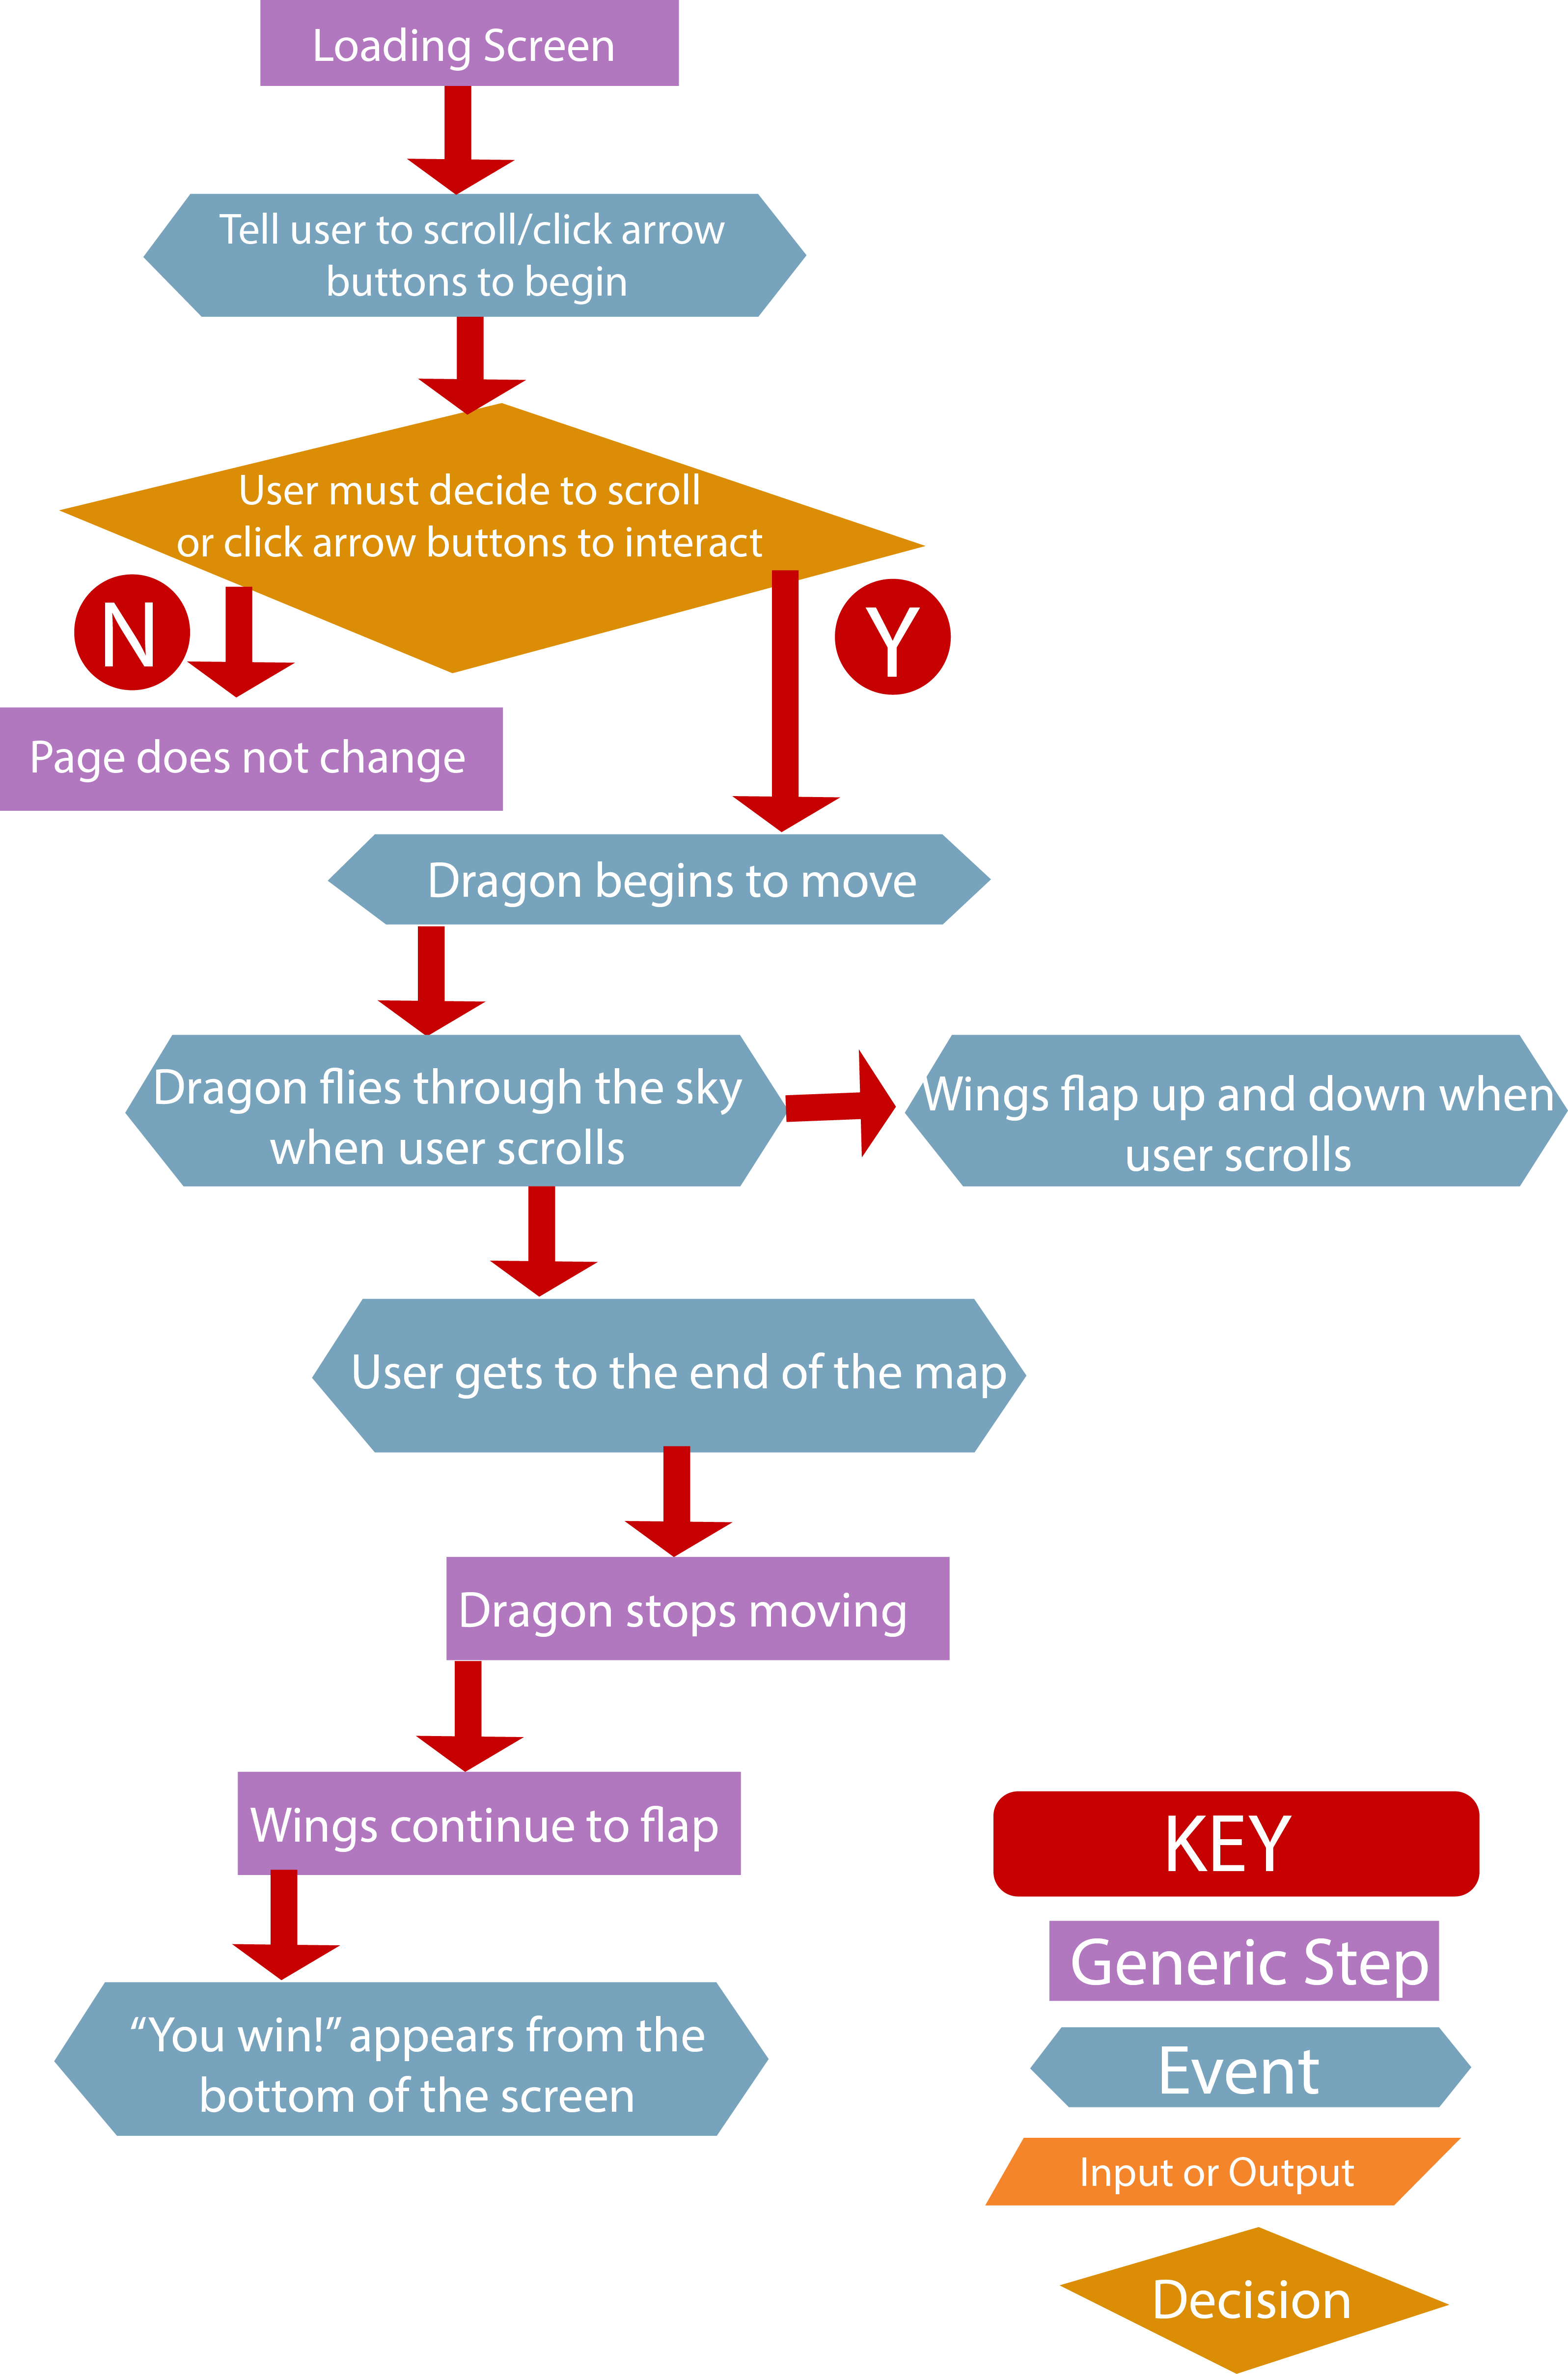 Loading Screen
Tell user to scroll/click arrow
buttons to begin
User must decide to scroll
or click arrow buttons to interact
N
Y
Page does not change
Dragon begins to move
Dragon flies through the sky
when user scrolls
Wings flap up and down when
user scrolls
User gets to the end of the map
Dragon stops moving
Wings continue to flap
“You win!” appears from the
bottom of the screen
KEY
Generic Step
Event
Input or Output
Decision